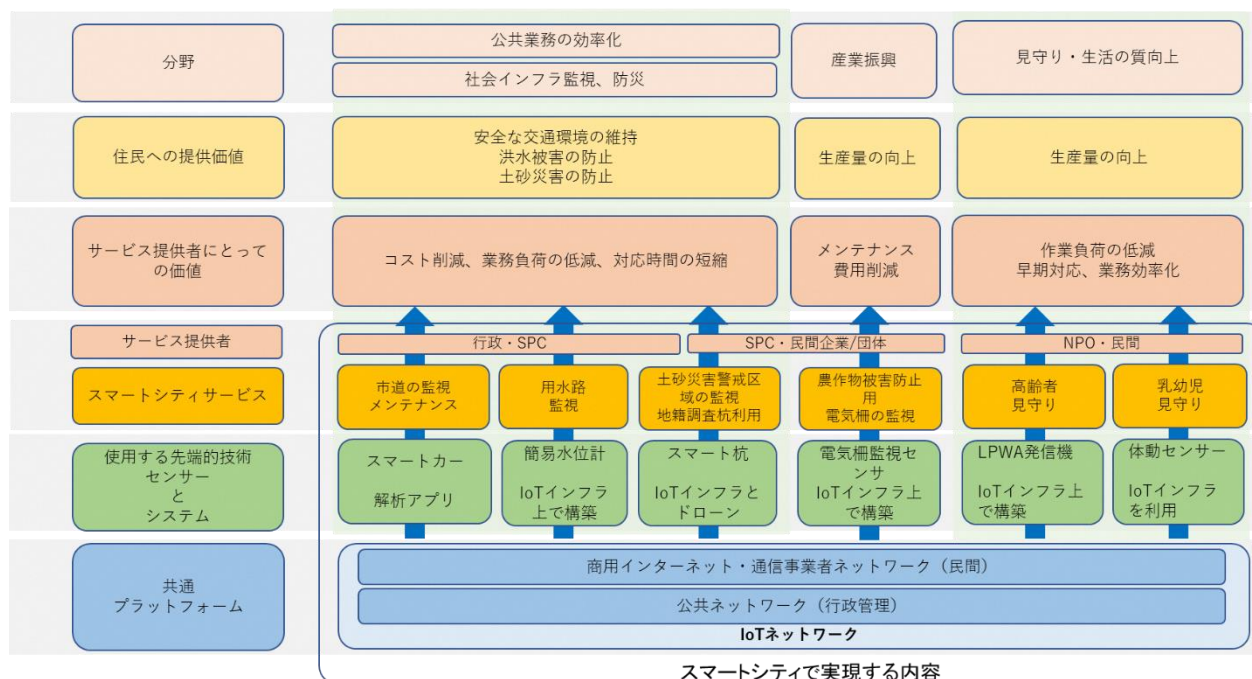 分野
公共業務の効率化
社会インフラ監視、防災
産業振興
見守り・生活の質向上
住民への提供価値
安全な交通環境の維持
洪水被害の防止
土砂災害の防止
生産量の向上
生産量の向上
サービス提供者にとって
の価値
コスト削減、業務負荷の低減、対応時間の短縮
メンテナンス
費用削減
作業負荷の低減
早期対応、業務効率化
サービス提供者
行政・SPC
SPC・民間企業/団体
NPO・民間
スマートシティサービス
市道の監視
メンテナンス
用水路
監視
土砂災害警戒区
域の監視
地籍調査杭利用
農作物被害防止
用
電気柵の監視
高齢者
見守り
乳幼児
見守り
使用する先端的技術
センサー
と
システム
スマートカー
解析アプリ
簡易水位計
IoTインフラ
上で構築
スマート杭
IoTインフラと
ドローン
電気柵監視セ
ンサ
IoTインフラ上
で構築
LPWA発信機
IoTインフラ上
で構築
体動センサー
IoTインフラ
を利用
共通
プラットフォーム
商用インターネット・通信事業者ネットワーク（民間）
公共ネットワーク（行政管理）
IoTネットワーク
スマートシティで実現する内容